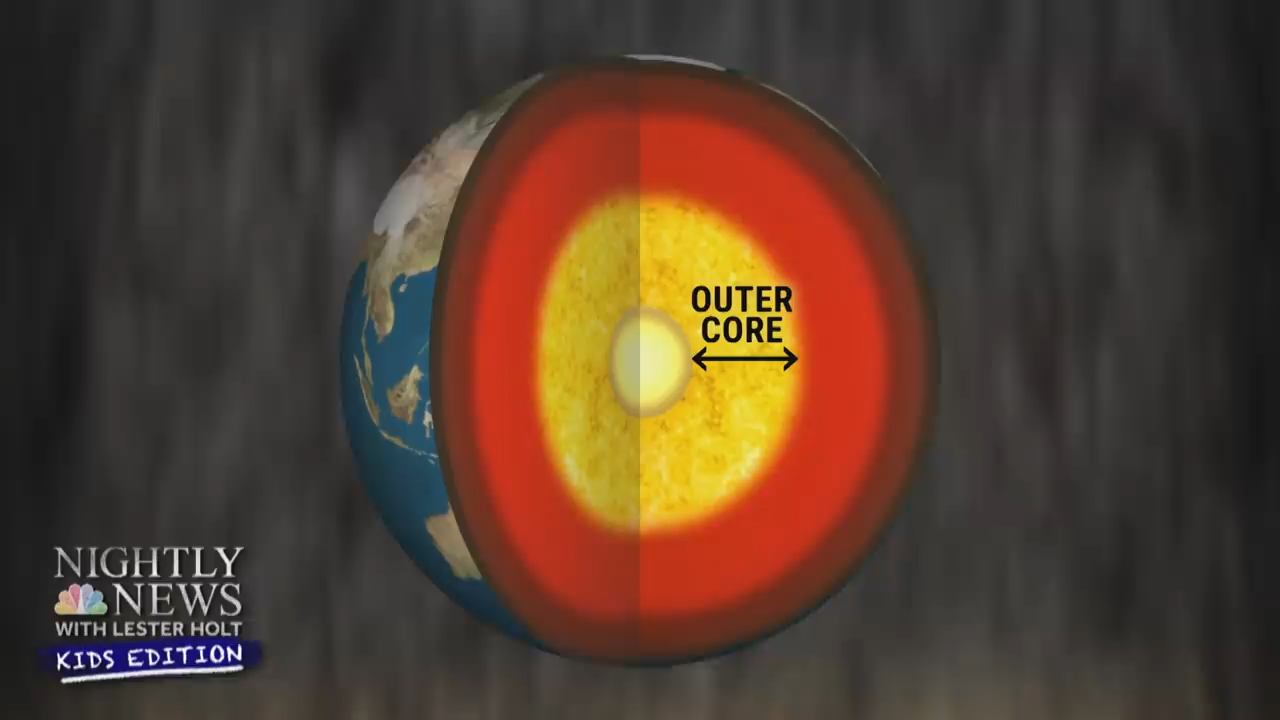 OUTER
CORE
NIGHTLY
NEWS
WITH LESTER HOLT
KIDS EDITION